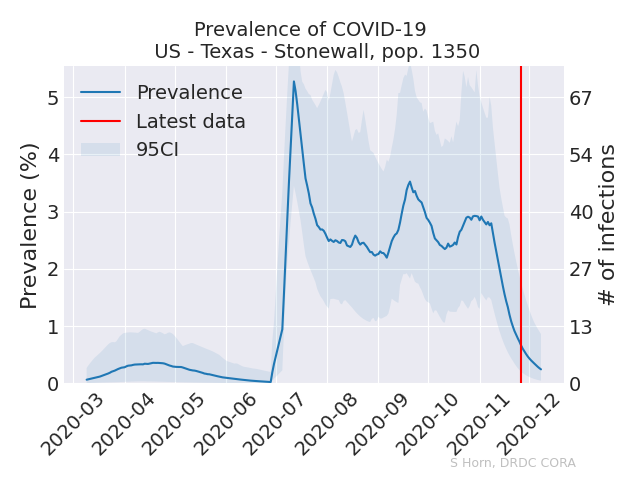 Prevalence of COVID-19
US - Texas - Stonewall, pop. 1350
Prevalence
Latest data
95CI
Prevalence (%)
5
4
3
2
1
0
# of infections
67
54
40
27
13
0
2020-03
2020-04
2020-05
2020-06
2020-07
2020-08
2020-09
2020-10
2020-11
2020-12
S Horn, DRDC CORA